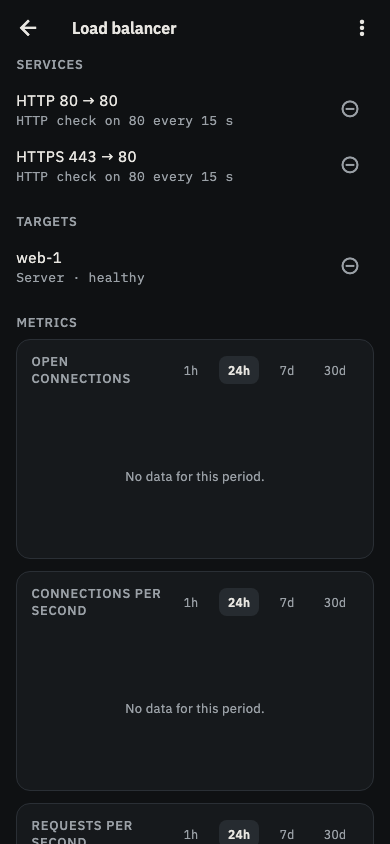 Load balancer
SERVICES
HTTP 80 → 80
HTTP check on 80 every 15 s
HTTPS 443 → 80
HTTP check on 80 every 15 s
TARGETS
web-1
Server · healthy
METRICS
OPEN CONNECTIONS
1h 24h 7d 30d
No data for this period.
CONNECTIONS PER SECOND
1h 24h 7d 30d
No data for this period.
REQUESTS PER SECOND
1h 24h 7d 30d